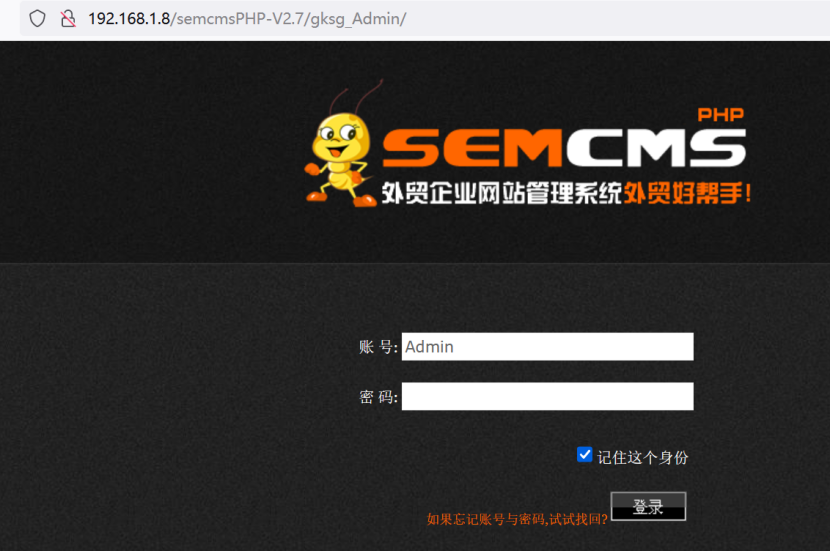 192.168.1.8/semcmsPHP-V2.7/gksg_Admin/
PHP
SEMCMS
外贸企业网站管理系统外贸好帮手!
账 号: Admin
密 码:
记住这个身份
如果忘记账号与密码,试试找回? 登录